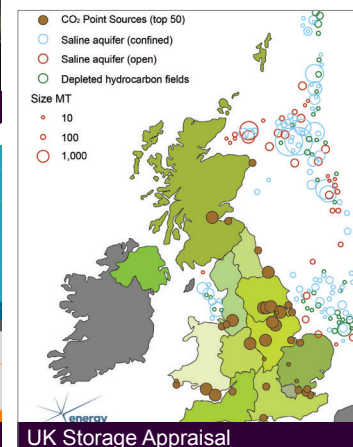 CO₂ Point Sources (top 50)
Saline aquifer (confined)
Saline aquifer (open)
Depleted hydrocarbon fields
Size MT
10
100
1,000
energy
UK Storage Appraisal